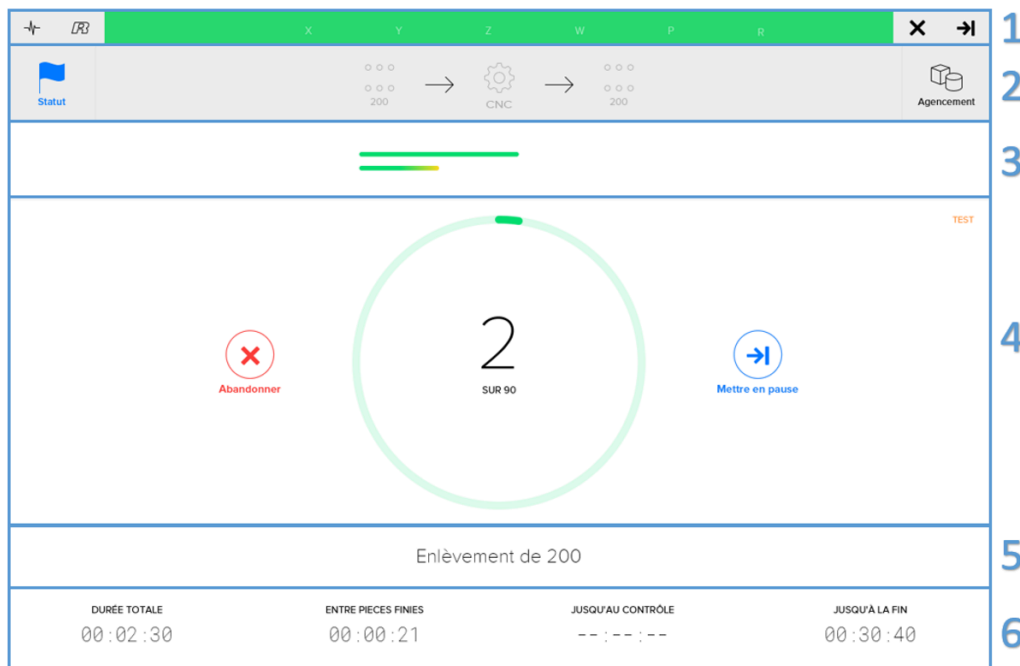 R
X Y Z W P R
1
Statut
200
CNC
200
Agencement
2
3
TEST
2
SUR 90
Abandonner
Mettre en pause
4
Enlèvement de 200
5
DURÉE TOTALE
00:02:30
ENTRE PIECES FINIES
00:00:21
JUSQU'AU CONTRÔLE
--:--:--
JUSQU'À LA FIN
00:30:40
6